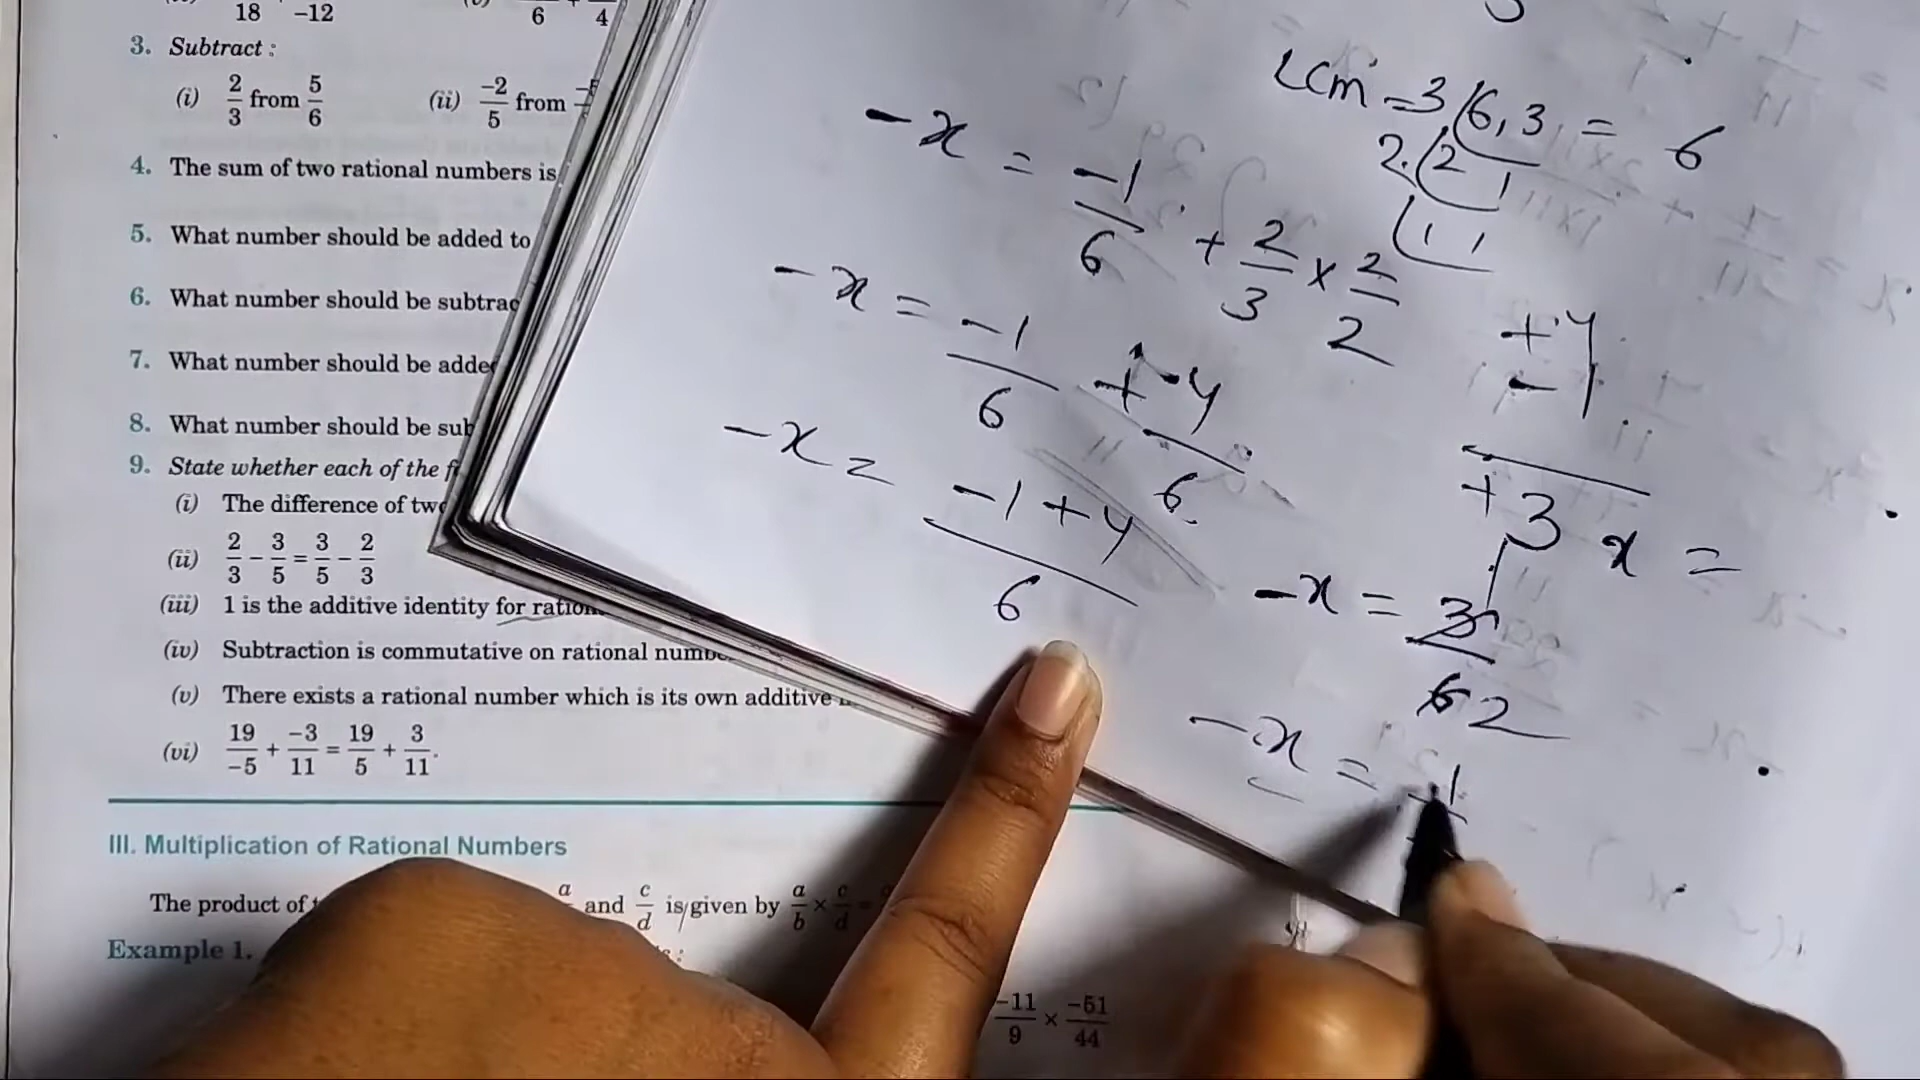 18 -12 6 4
3. Subtract :
(i) 2/3 from 5/6 (ii) -2/5 from
4. The sum of two rational numbers is
5. What number should be added to
6. What number should be subtrac
7. What number should be adde
8. What number should be sub
9. State whether each of the f
(i) The difference of two
(ii) 2/3 - 3/5 = 3/5 - 2/3
(iii) 1 is the additive identity for ration
(iv) Subtraction is commutative on rational numbe
(v) There exists a rational number which is its own additive
(vi) 19/-5 + -3/11 = 19/5 + 3/11.
III. Multiplication of Rational Numbers
The product of a/b and c/d is given by a/b × c/d =
Example 1.
-11/9 × -51/44
LCM = 3 | 6, 3 = 6
2 | 2 1
1 1
-x = -1/6 + 2/3 × 2/2
-x = -1/6 + 4/6
-x = -1+4/6
+4
-1
+3
x =
-x = 3/6 1 2
-x = 1